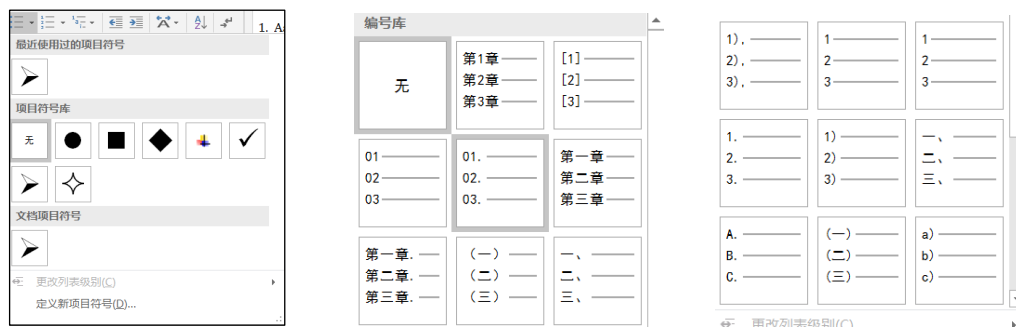 1. A
最近使用过的项目符号
项目符号库
无
文档项目符号
更改列表级别(C)
定义新项目符号(D)...
编号库
无
第1章
第2章
第3章
[1]
[2]
[3]
01
02
03
01.
02.
03.
第一章
第二章
第三章
第一章.
第二章.
第三章.
（一）
（二）
（三）
一、
二、
三、
1),
2),
3),
1
2
3
1
2
3
1.
2.
3.
1)
2)
3)
一、
二、
三、
A.
B.
C.
（一）
（二）
（三）
a)
b)
c)
更改列表级别(C)